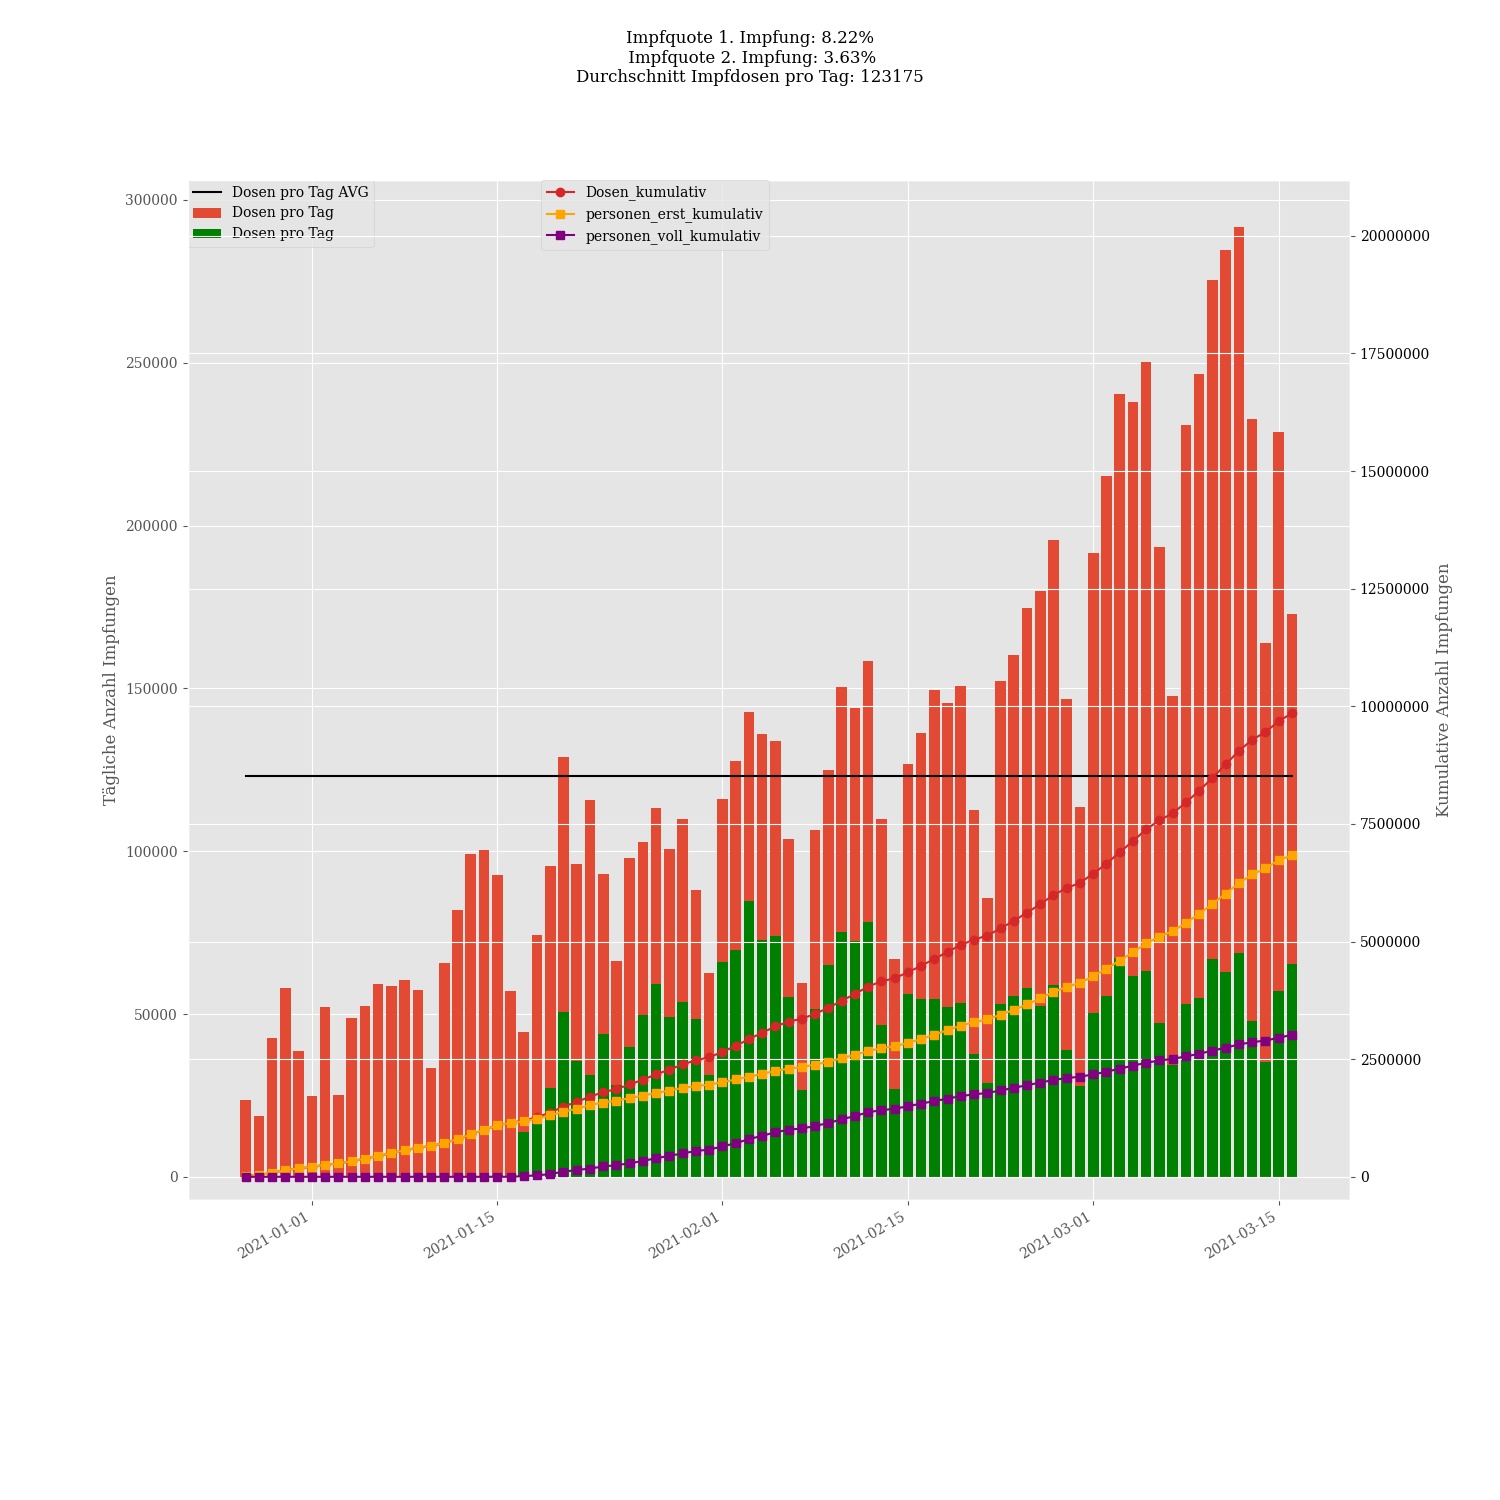 Impfquote 1. Impfung: 8.22%
Impfquote 2. Impfung: 3.63%
Durchschnitt Impfdosen pro Tag: 123175
Dosen pro Tag AVG
Dosen pro Tag
Dosen pro Tag
Dosen_kumulativ
personen_erst_kumulativ
personen_voll_kumulativ
Tägliche Anzahl Impfungen
300000
250000
200000
150000
100000
50000
0
Kumulative Anzahl Impfungen
20000000
17500000
15000000
12500000
10000000
7500000
5000000
2500000
0
2021-01-01
2021-01-15
2021-02-01
2021-02-15
2021-03-01
2021-03-15